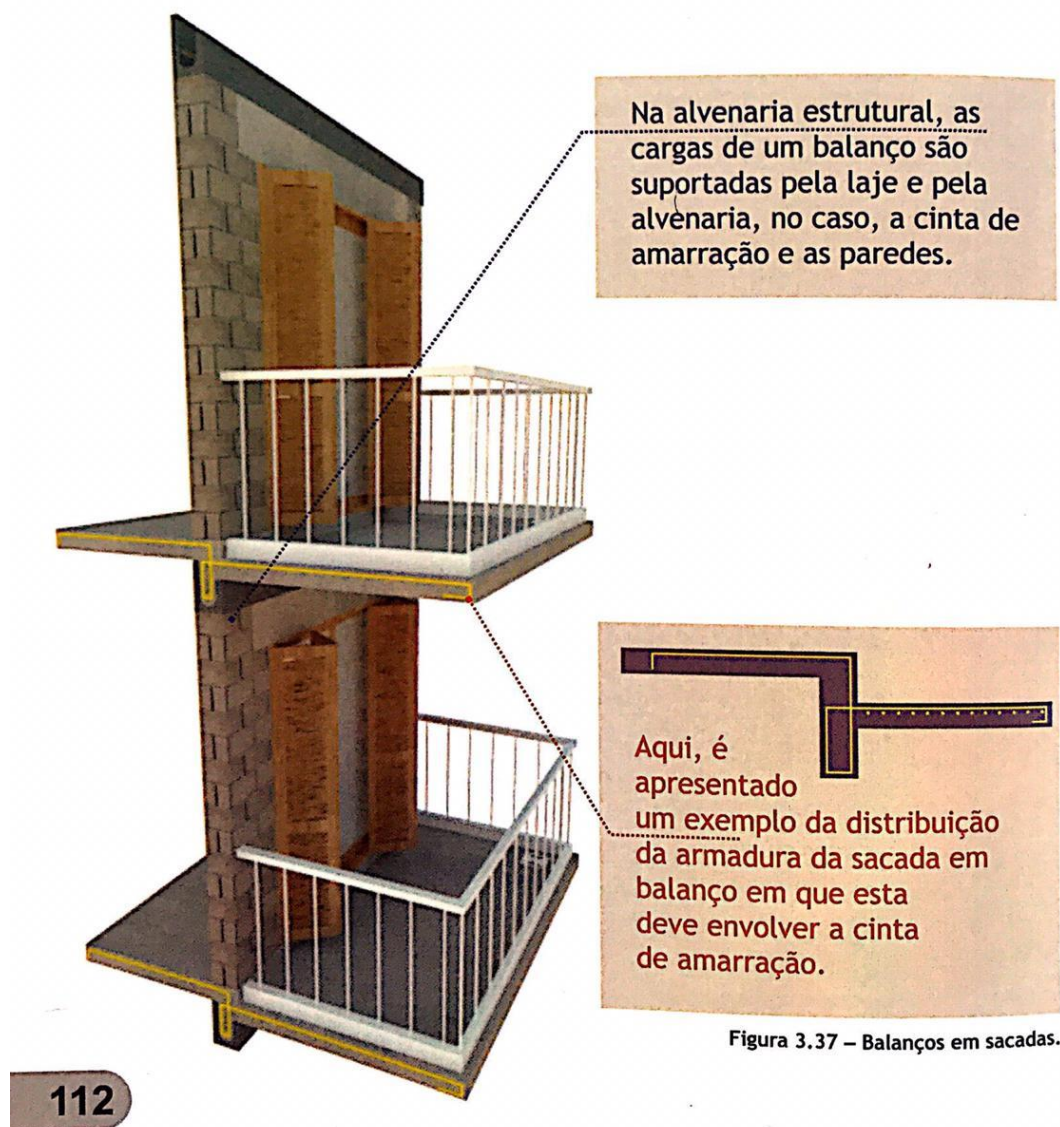 Na alvenaria estrutural, as
cargas de um balanço são
suportadas pela laje e pela
alvenaria, no caso, a cinta de
amarração e as paredes.
Aqui, é
apresentado
um exemplo da distribuição
da armadura da sacada em
balanço em que esta
deve envolver a cinta
de amarração.
Figura 3.37 – Balanços em sacadas.
112